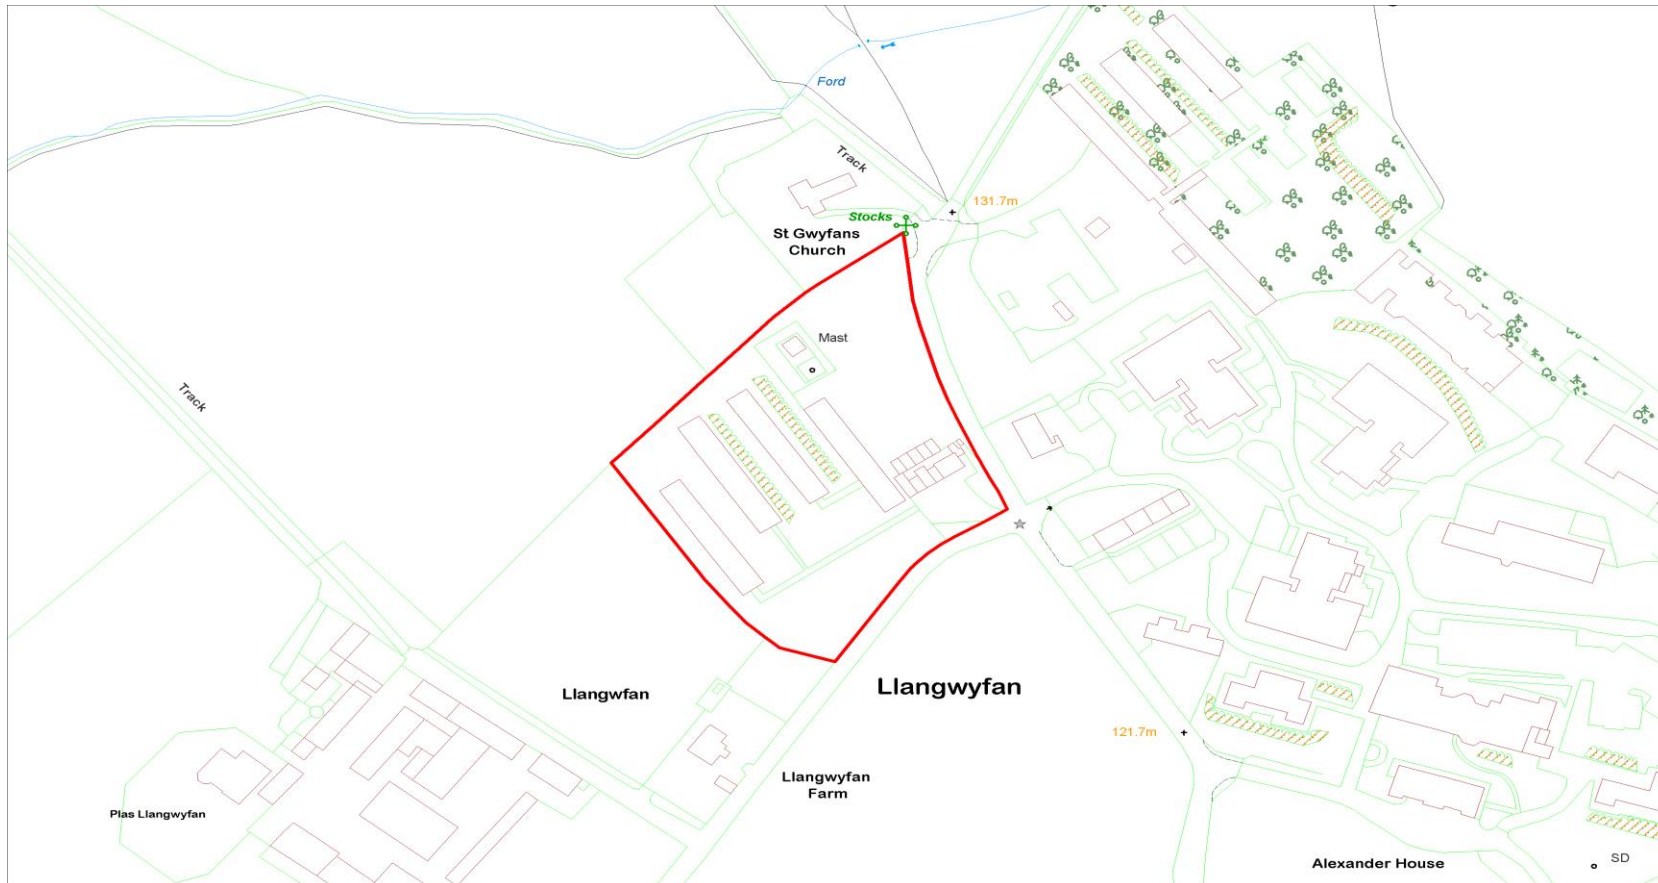 Ford
Track
131.7m
Stocks
St Gwyfans
Church
Mast
Track
Llangwfan
Llangwyfan
121.7m
Llangwyfan
Farm
Plas Llangwyfan
Alexander House
SD